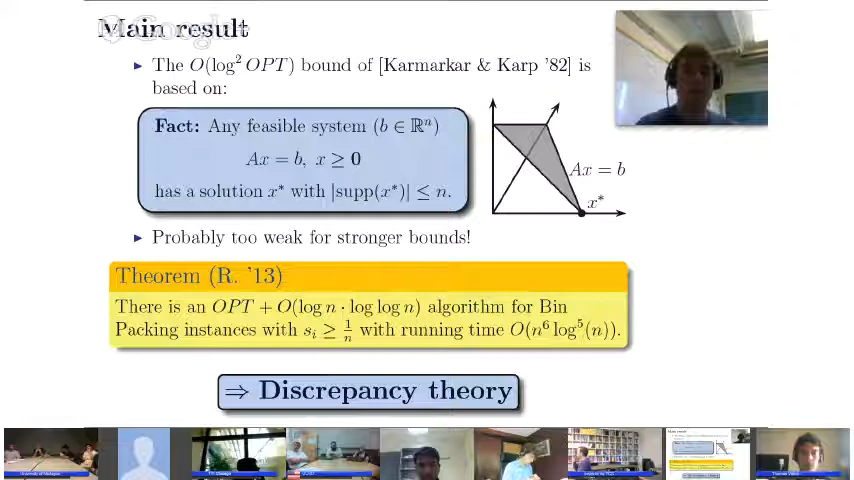 Main result
Google+
▸ The O(log² OPT) bound of [Karmarkar & Karp '82] is
based on:
Fact: Any feasible system (b ∈ ℝⁿ)
Ax = b, x ≥ 0
has a solution x* with |supp(x*)| ≤ n.
Ax = b
x*
▸ Probably too weak for stronger bounds!
Theorem (R. '13)
There is an OPT + O(log n · log log n) algorithm for Bin
Packing instances with sᵢ ≥ 1/n with running time O(n⁶ log⁵(n)).
⇒ Discrepancy theory